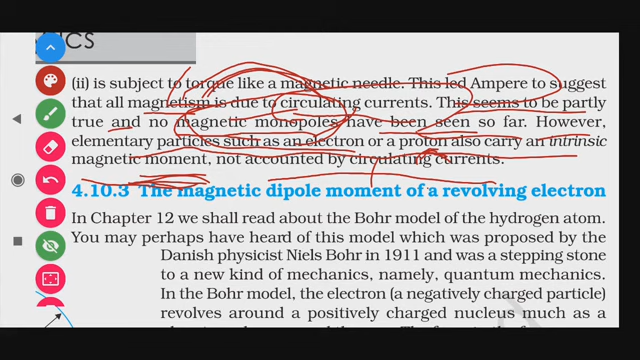 ICS
(ii) is subject to torque like a magnetic needle. This led Ampere to suggest
that all magnetism is due to circulating currents. This seems to be partly
true and no magnetic monopoles have been seen so far. However,
elementary particles such as an electron or a proton also carry an intrinsic
magnetic moment, not accounted by circulating currents.
4.10.3 The magnetic dipole moment of a revolving electron
In Chapter 12 we shall read about the Bohr model of the hydrogen atom.
You may perhaps have heard of this model which was proposed by the
Danish physicist Niels Bohr in 1911 and was a stepping stone
to a new kind of mechanics, namely, quantum mechanics.
In the Bohr model, the electron (a negatively charged particle)
revolves around a positively charged nucleus much as a